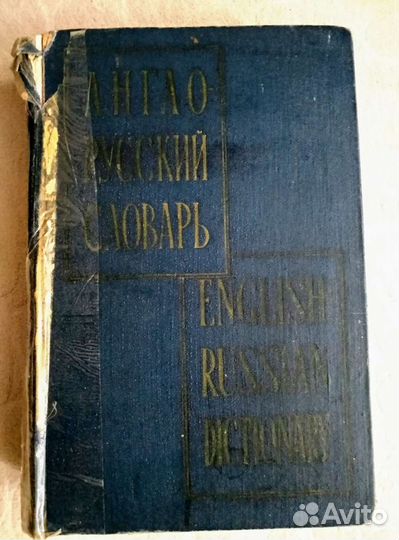 АНГЛО-
РУССКИЙ
СЛОВАРЬ
ENGLISH
RUSSIAN
DICTIONARY
Avito